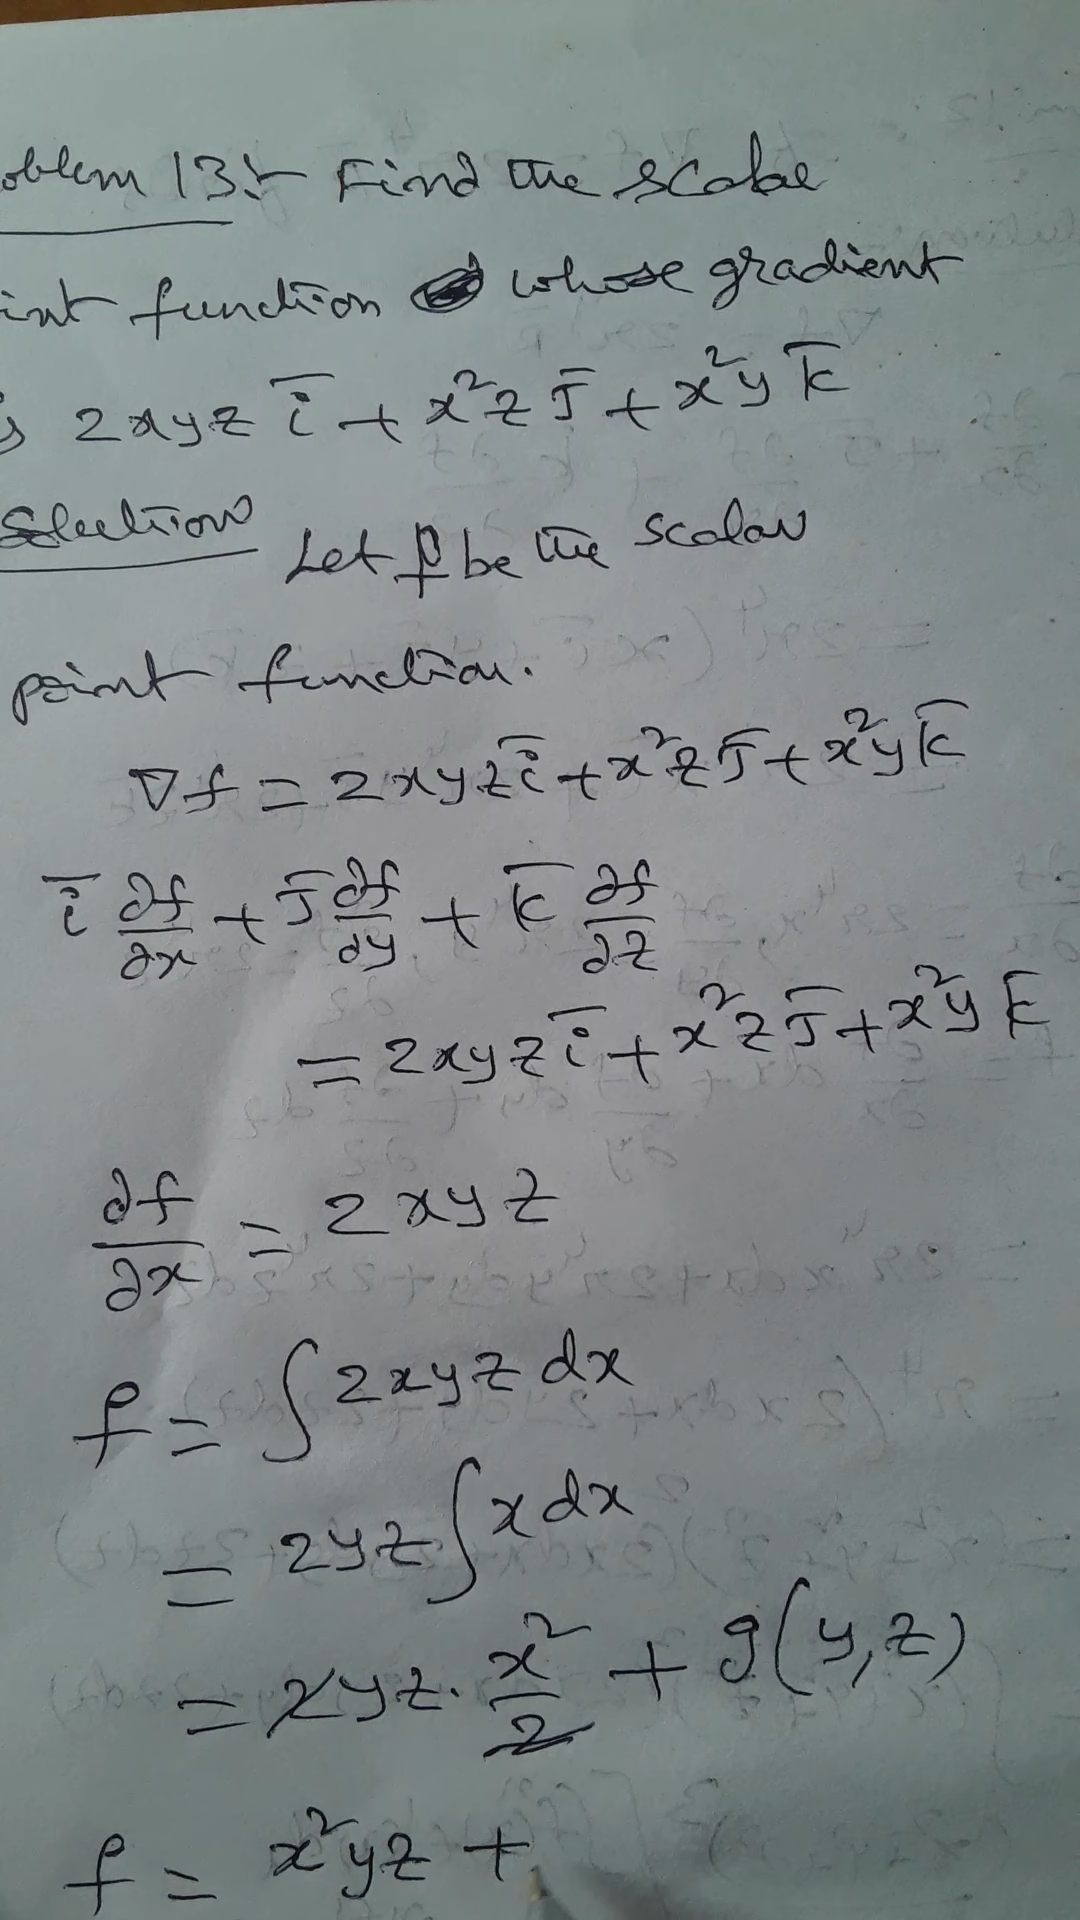 oblem 13:- Find the scalar
int function whose gradient
s 2xyz i̅ + x²z j̅ + x²y k̅
Solution Let f be the scalar
point function.
∇f = 2xyz i̅ + x²z j̅ + x²y k̅
i̅ ∂f/∂x + j̅ ∂f/∂y + k̅ ∂f/∂z
= 2xyz i̅ + x²z j̅ + x²y k̅
∂f/∂x = 2xyz
f = ∫ 2xyz dx
= 2yz ∫ x dx
= 2yz · x²/2 + g(y,z)
f = x²yz +